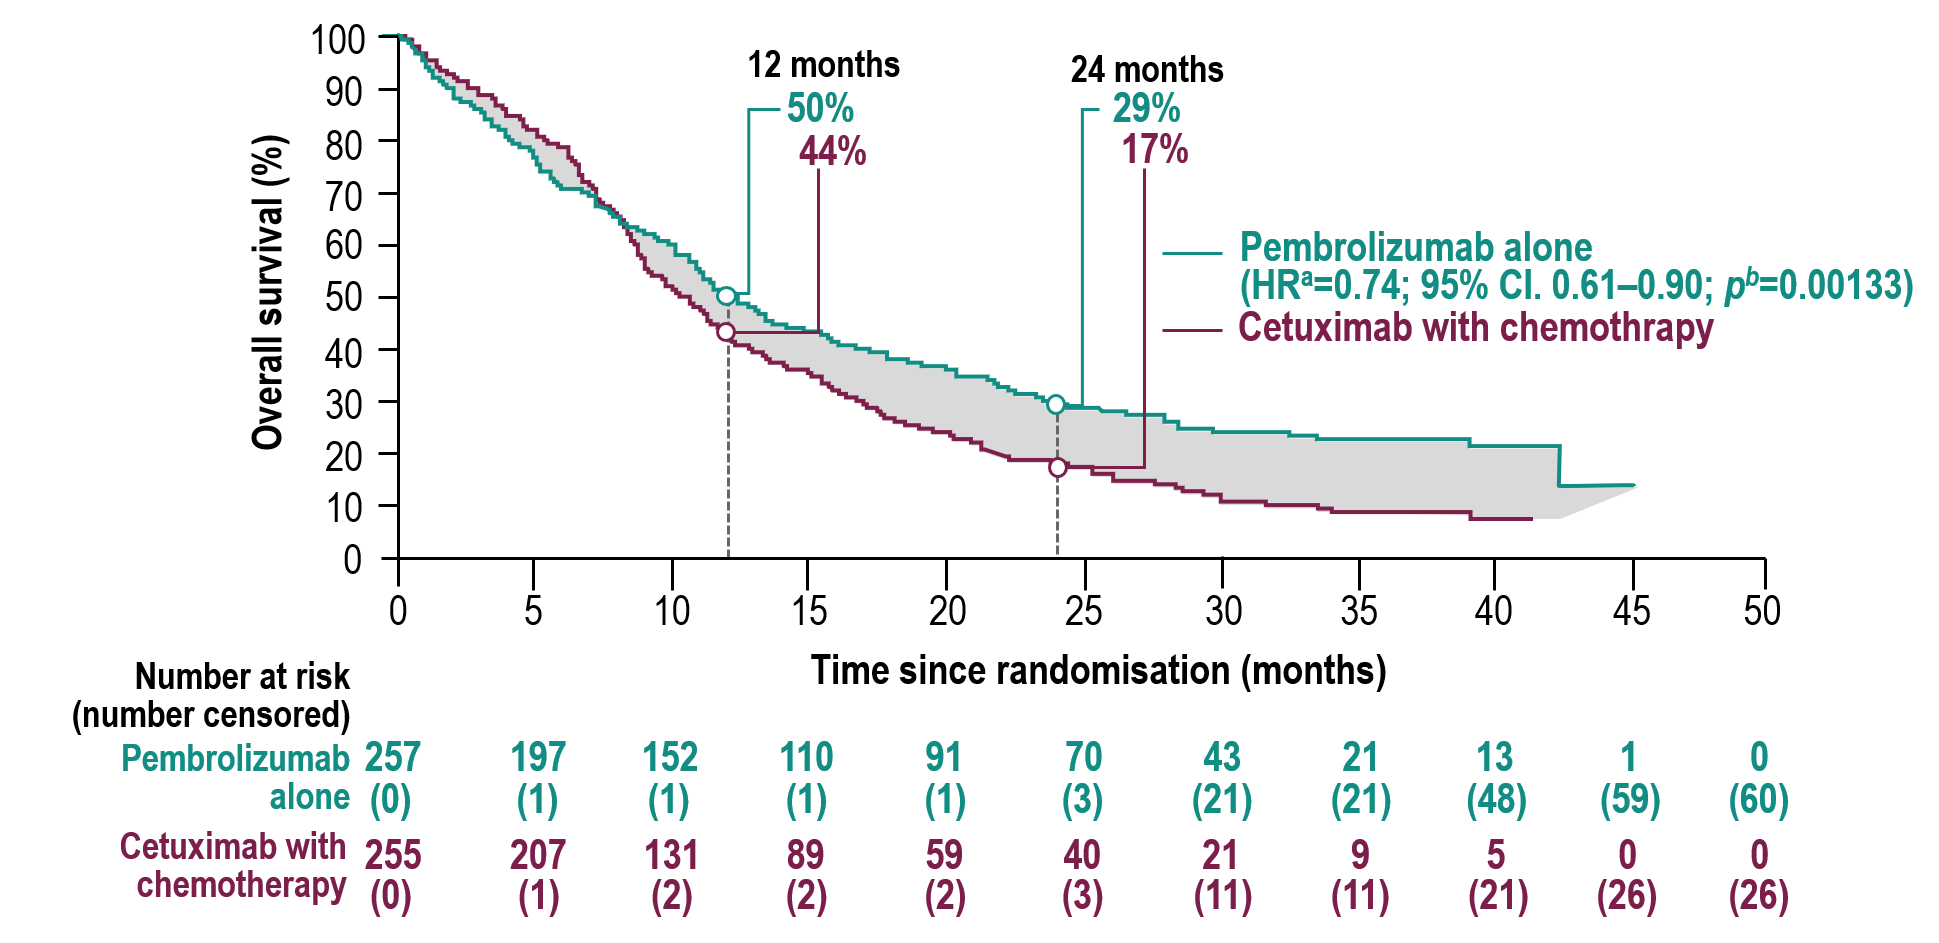 100
90
80
70
60
50
40
30
20
10
0
Overall survival (%)
12 months
50%
44%
24 months
29%
17%
Pembrolizumab alone
(HRᵃ=0.74; 95% CI. 0.61–0.90; pᵇ=0.00133)
Cetuximab with chemothrapy
0 5 10 15 20 25 30 35 40 45 50
Time since randomisation (months)
Number at risk
(number censored)
Pembrolizumab alone
257 197 152 110 91 70 43 21 13 1 0
(0) (1) (1) (1) (1) (3) (21) (21) (48) (59) (60)
Cetuximab with chemotherapy
255 207 131 89 59 40 21 9 5 0 0
(0) (1) (2) (2) (2) (3) (11) (11) (21) (26) (26)